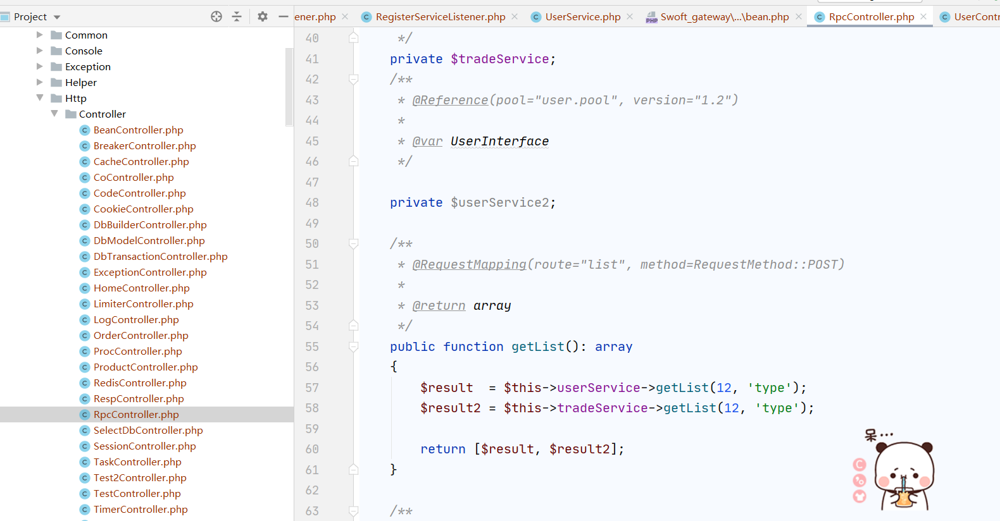 Project
ener.php
RegisterServiceListener.php
UserService.php
Swoft_gateway\...\bean.php
RpcController.php
UserContr
Common
Console
Exception
Helper
Http
Controller
BeanController.php
BreakerController.php
CacheController.php
CoController.php
CodeController.php
CookieController.php
DbBuilderController.php
DbModelController.php
DbTransactionController.php
ExceptionController.php
HomeController.php
LimiterController.php
LogController.php
OrderController.php
ProcController.php
ProductController.php
RedisController.php
RespController.php
RpcController.php
SelectDbController.php
SessionController.php
TaskController.php
Test2Controller.php
TestController.php
TimerController.php
40 */
41 private $tradeService;
42 /**
43 * @Reference(pool="user.pool", version="1.2")
44 *
45 * @var UserInterface
46 */
47
48 private $userService2;
49
50 /**
51 * @RequestMapping(route="list", method=RequestMethod::POST)
52 *
53 * @return array
54 */
55 public function getList(): array
56 {
57 $result  = $this->userService->getList(12, 'type');
58 $result2 = $this->tradeService->getList(12, 'type');
59
60 return [$result, $result2];
61 }
62
63 /**
呆...